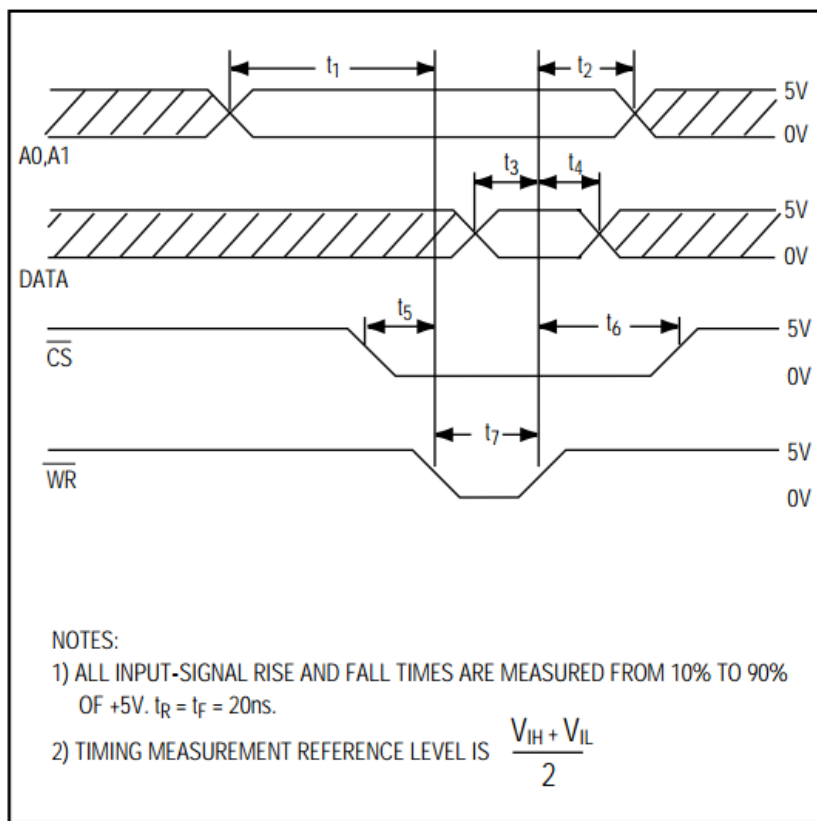 t1
t2
5V
0V
A0,A1
t3
t4
5V
0V
DATA
t5
t6
5V
CS
0V
t7
5V
WR
0V
NOTES:
1) ALL INPUT-SIGNAL RISE AND FALL TIMES ARE MEASURED FROM 10% TO 90%
OF +5V. tR = tF = 20ns.
2) TIMING MEASUREMENT REFERENCE LEVEL IS VIH + VIL
2